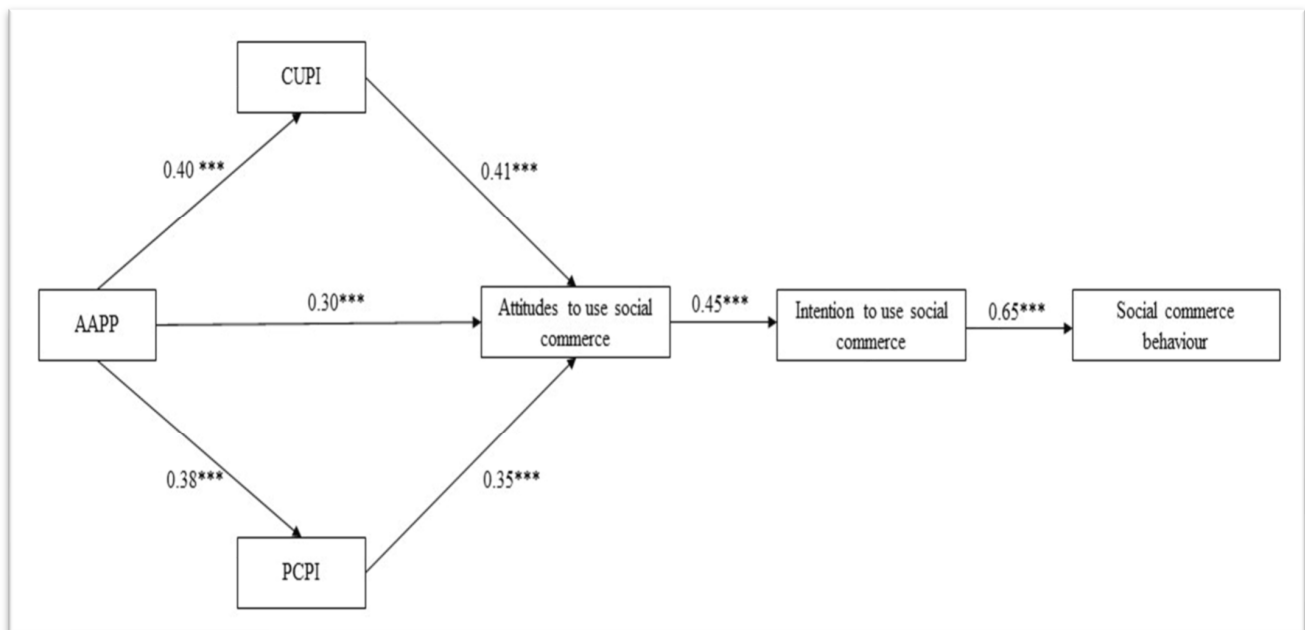 CUPI
0.40 ***
0.41***
AAPP
0.30***
Attitudes to use social
commerce
0.45***
Intention to use social
commerce
0.65***
Social commerce
behaviour
0.38***
0.35***
PCPI